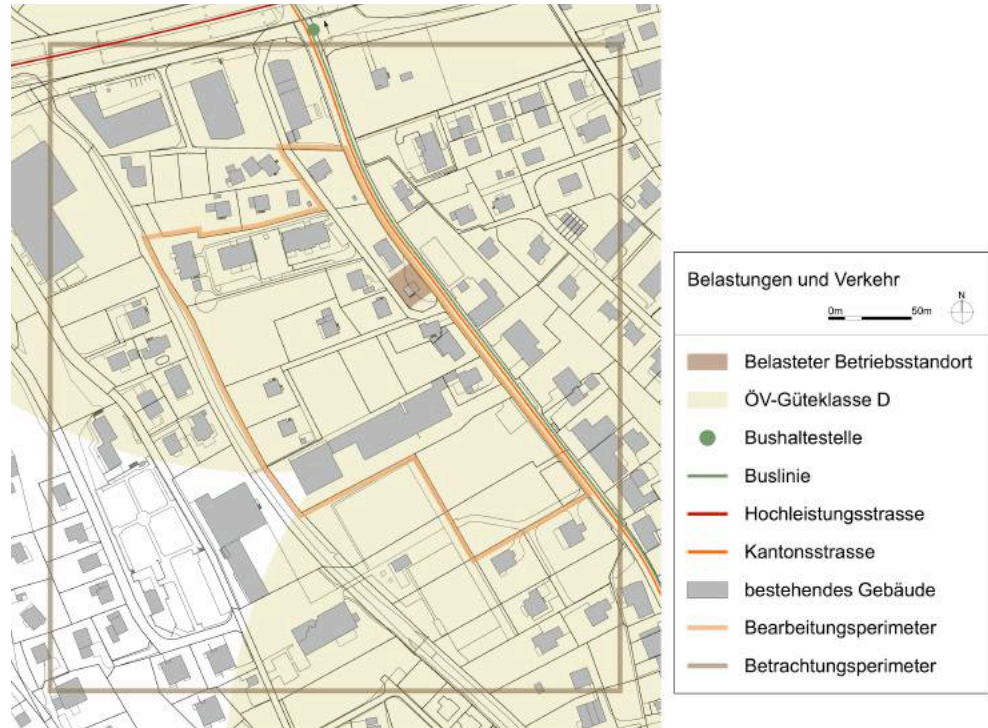 Belastungen und Verkehr
0m 50m
N
Belasteter Betriebsstandort
ÖV-Güteklasse D
Bushaltestelle
Buslinie
Hochleistungsstrasse
Kantonsstrasse
bestehendes Gebäude
Bearbeitungsperimeter
Betrachtungsperimeter